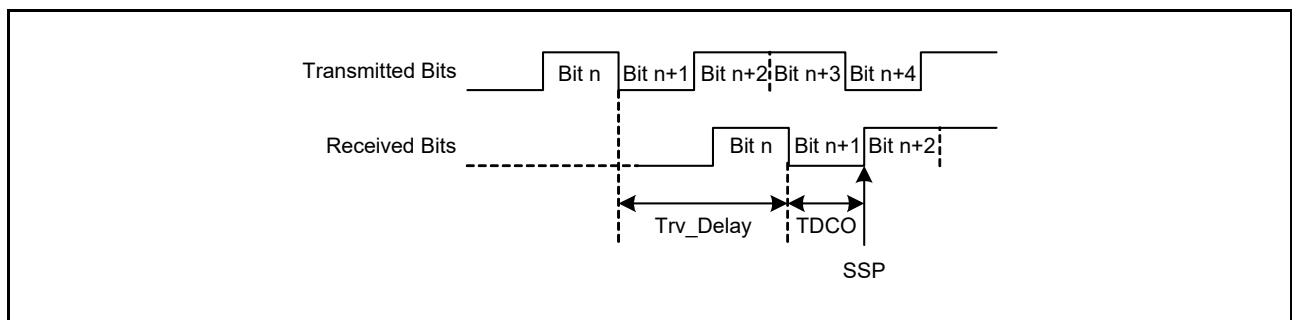 Transmitted Bits
Bit n Bit n+1 Bit n+2 Bit n+3 Bit n+4
Received Bits
Bit n Bit n+1 Bit n+2
Trv_Delay TDCO
SSP